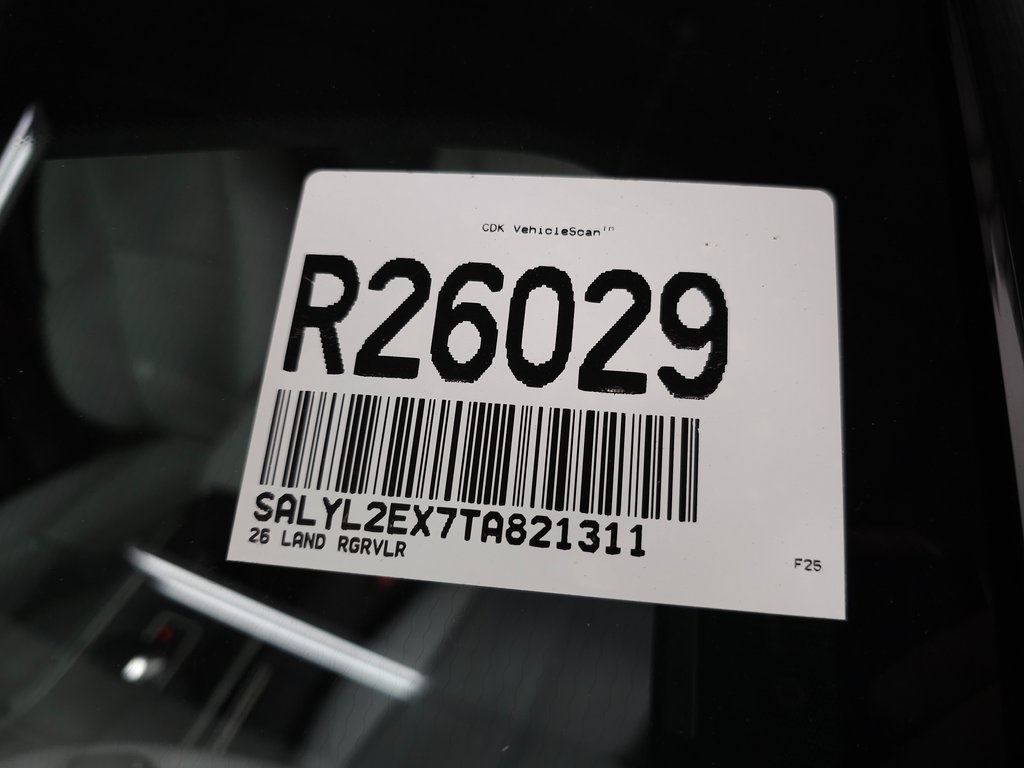 CDK VehicleScan™
R26029
SALYL2EX7TA821311
26 LAND RGRVLR
F25